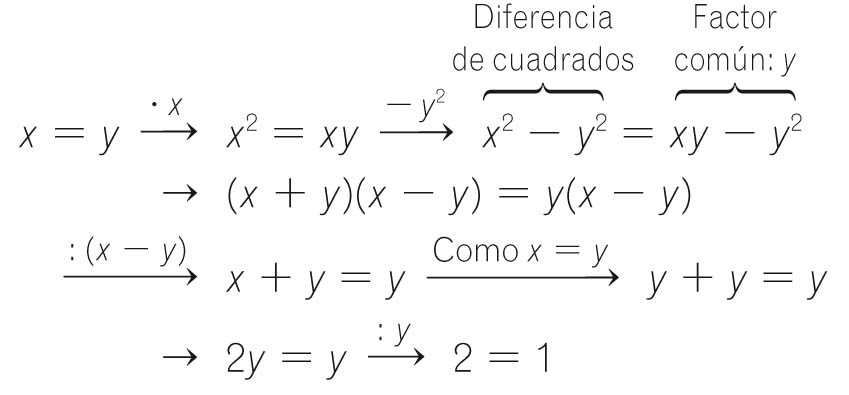 Diferencia Factor
de cuadrados común: y
x = y → · x x² = xy → − y² x² − y² = xy − y²
→ (x + y)(x − y) = y(x − y)
: (x − y) → x + y = y Como x = y → y + y = y
→ 2y = y : y → 2 = 1